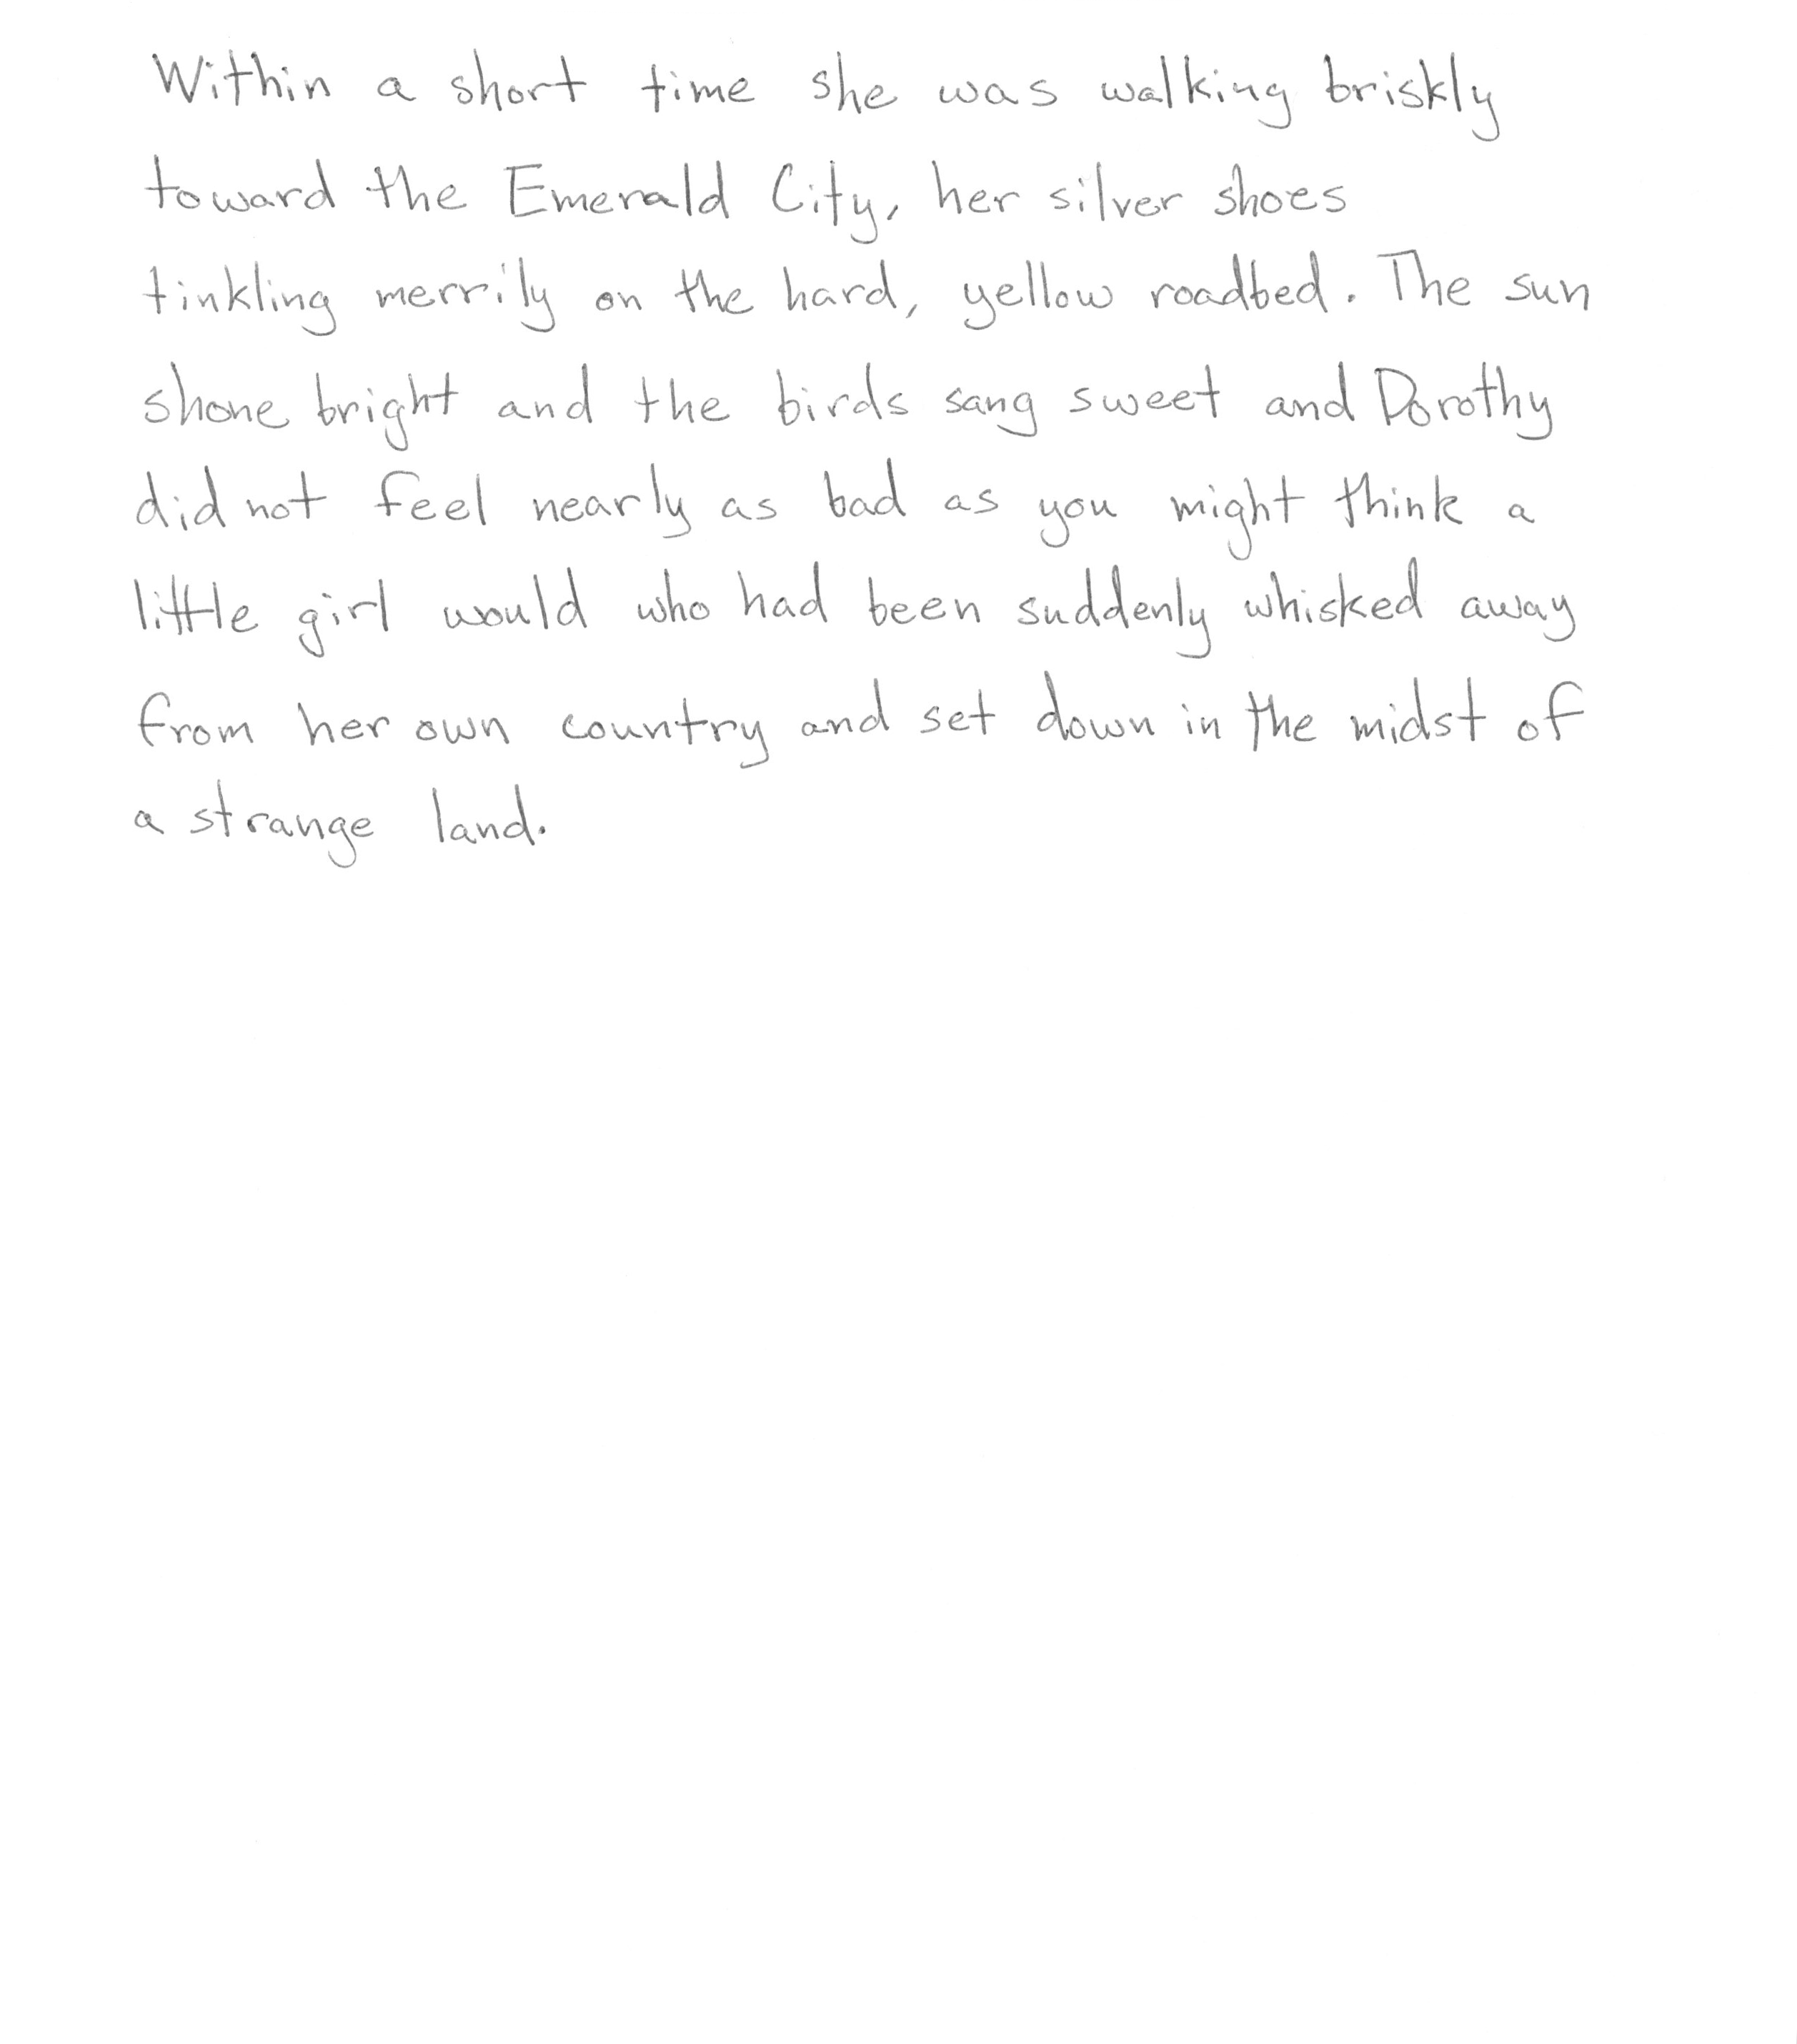 Within a short time she was walking briskly
toward the Emerald City, her silver shoes
tinkling merrily on the hard, yellow roadbed. The sun
shone bright and the birds sang sweet and Dorothy
did not feel nearly as bad as you might think a
little girl would who had been suddenly whisked away
from her own country and set down in the midst of
a strange land.